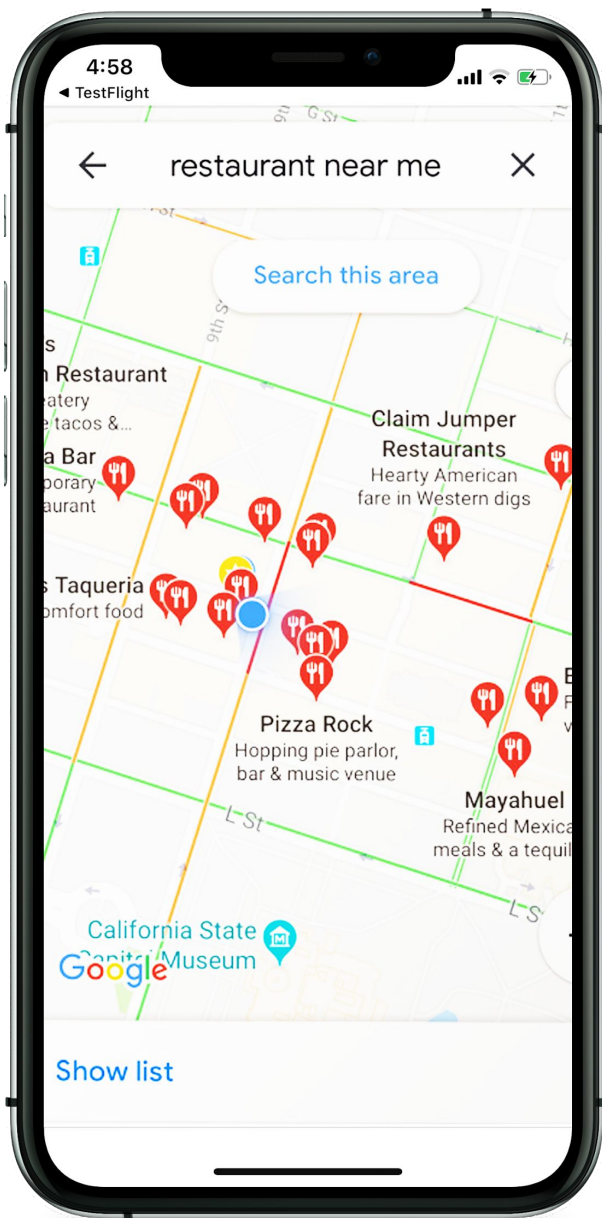 4:58
◀ TestFlight
9th
G St
restaurant near me
St
Search this area
9th S
H
s
n Restaurant
eatery
e tacos &...
a Bar
porary
aurant
Claim Jumper
Restaurants
Hearty American
fare in Western digs
s Taqueria
omfort food
Pizza Rock
Hopping pie parlor,
bar & music venue
E
F
v
Mayahuel
Refined Mexica
meals & a tequil
L St
L S
California State
Capitol Museum
Google
Show list